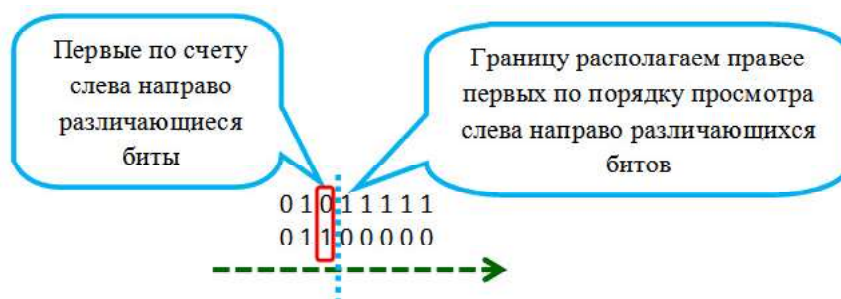 Первые по счету
слева направо
различающиеся
биты
Границу располагаем правее
первых по порядку просмотра
слева направо различающихся
битов
0 1 0 1 1 1 1 1
0 1 1 0 0 0 0 0